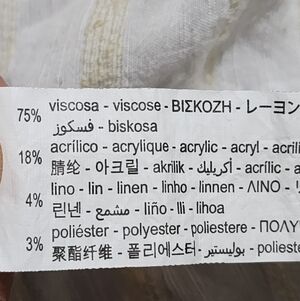 75% viscosa - viscose - ΒΙΣΚΟΖΗ - レーヨン
فسكوز - biskosa
18% acrílico - acrylique - acrylic - acryl - acrílic
腈纶 - 아크릴 - akrilik - أكريليك - acrílic - a
4% lino - lin - linen - linho - linnen - ΛΙΝΟ -
린넨 - مشمع - liño - lli - lihoa
3% poliéster - polyester - poliestere - ΠΟΛΥ
聚酯纤维 - 폴리에스터 - بوليستير - polieste